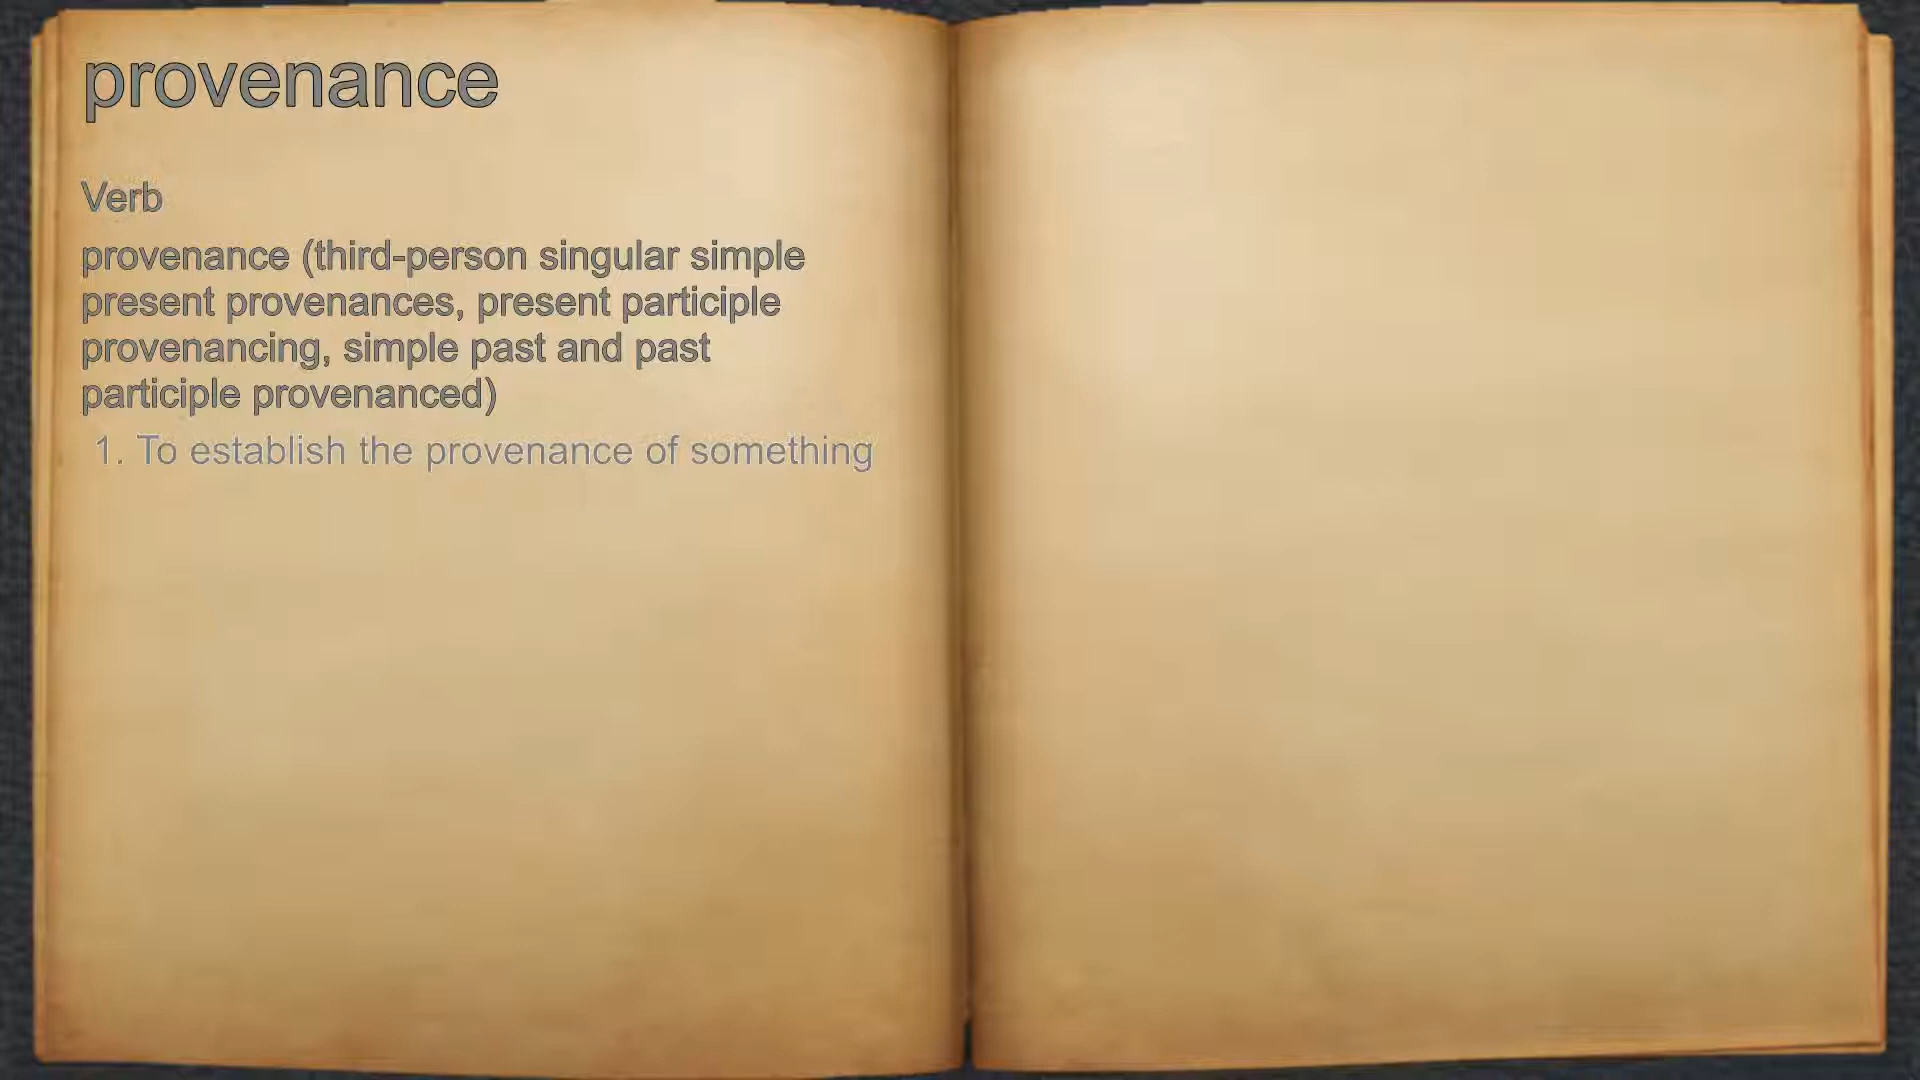 provenance
Verb
provenance (third-person singular simple
present provenances, present participle
provenancing, simple past and past
participle provenanced)
1. To establish the provenance of something